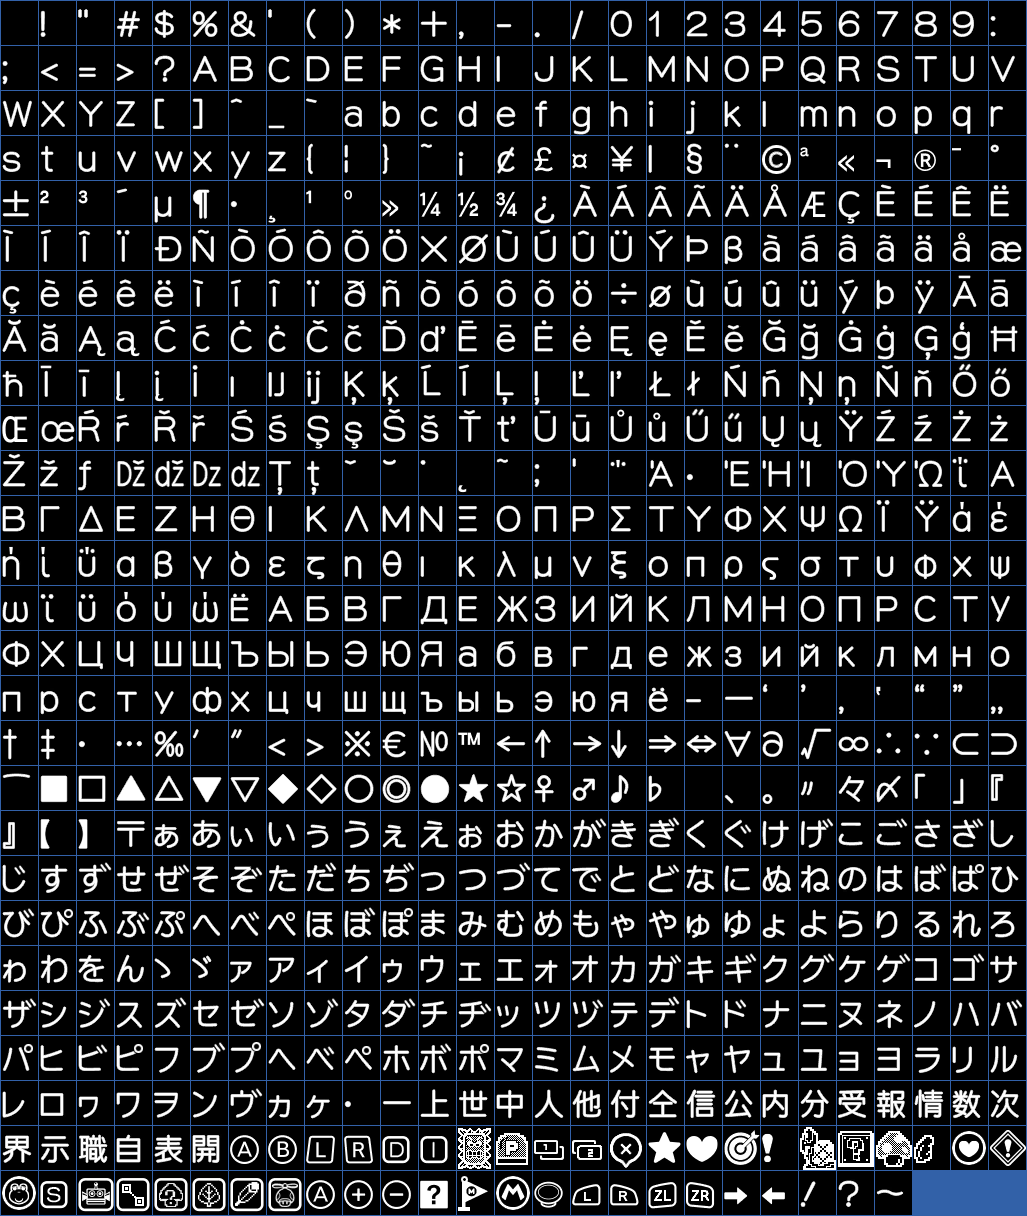 ! " # $ % & ' ( ) * + , - . / 0 1 2 3 4 5 6 7 8 9 :
; < = > ? A B C D E F G H I J K L M N O P Q R S T U V
W X Y Z [ ] ˆ _ ` a b c d e f g h i j k l m n o p q r
s t u v w x y z { ¦ } ~ ¡ ₡ £ ¤ ¥ | § ¨ © ª « ¬ ® ¯ °
± ² ³ ´ µ ¶ · ¸ ¹ º » ¼ ½ ¾ ¿ À Á Â Ã Ä Å Æ Ç È É Ê Ë
Ì Í Î Ï Ð Ñ Ò Ó Ô Õ Ö × Ø Ù Ú Û Ü Ý Þ ß à á â ã ä å æ
ç è é ê ë ì í î ï ð ñ ò ó ô õ ö ÷ ø ù ú û ü ý þ ÿ Ā ā
Ă ă Ą ą Ć ć Ċ ċ Č č Ď ď Ē ē Ė ė Ę ę Ě ě Ğ ğ Ġ ġ Ģ ģ Ħ
ħ Ī ī Į į İ ı Ĳ ĳ Ķ ķ Ĺ ĺ Ļ ļ Ľ ľ Ł ł Ń ń Ņ ņ Ň ň Ő ő
Œ œ Ŕ ŕ Ř ř Ś ś Ş ş Š š Ť ť Ū ū Ů ů Ű ű Ų ų Ÿ Ź ź Ż ż
Ž ž ƒ ǅ ǆ ǲ ǳ Ț ț ˘ ˘ ˙ ˛ ˜ ; ΄ ΅ Ά · Έ Ή Ί Ό Ύ Ώ ΐ Α
Β Γ Δ Ε Ζ Η Θ Ι Κ Λ Μ Ν Ξ Ο Π Ρ Σ Τ Υ Φ Χ Ψ Ω Ϊ Ϋ ά έ
ή ί ΰ α β γ δ ε ζ η θ ι κ λ μ ν ξ ο π ρ ς σ τ υ φ χ ψ
ω ϊ ϋ ό ύ ώ Ё А Б В Г Д Е Ж З И Й К Л М Н О П Р С Т У
Ф Х Ц Ч Ш Щ Ъ Ы Ь Э Ю Я а б в г д е ж з и й к л м н о
п р с т у ф х ц ч ш щ ъ ы ь э ю я ё – — ‘ ’ ‚ ‛ “ ” „
† ‡ • … ‰ ′ ″ < > ※ € № ™ ← ↑ → ↓ ⇒ ⇔ ∀ ∂ √ ∞ ∴ ∵ ⊂ ⊃
⌒ ■ □ ▲ △ ▼ ▽ ◆ ◇ ○ ◎ ● ★ ☆ ♀ ♂ ♪ ♭ 、 。 〃 々 〆 「 」 『
』 【 】 〒 ぁ あ ぃ い ぅ う ぇ え ぉ お か が き ぎ く ぐ け げ こ ご さ ざ し
じ す ず せ ぜ そ ぞ た だ ち ぢ っ つ づ て で と ど な に ぬ ね の は ば ぱ ひ
び ぴ ふ ぶ ぷ へ べ ぺ ほ ぼ ぽ ま み む め も ゃ や ゅ ゆ ょ よ ら り る れ ろ
ゎ わ を ん ゝ ゞ ァ ア ィ イ ゥ ウ ェ エ ォ オ カ ガ キ ギ ク グ ケ ゲ コ ゴ サ
ザ シ ジ ス ズ セ ゼ ソ ゾ タ ダ チ ヂ ッ ツ ヅ テ デ ト ド ナ ニ ヌ ネ ノ ハ バ
パ ヒ ビ ピ フ ブ プ ヘ ベ ペ ホ ボ ポ マ ミ ム メ モ ャ ヤ ュ ユ ョ ヨ ラ リ ル
レ ロ ヮ ワ ヲ ン ヴ ヵ ヶ ・ ー 上 世 中 人 他 付 仝 信 公 内 分 受 報 情 数 次
界 示 職 自 表 開 A B L R D I P 1 2 × ★ ♥ ! ? ♥ !
S A + − ? M M L R ZL ZR → ← ! ? ～